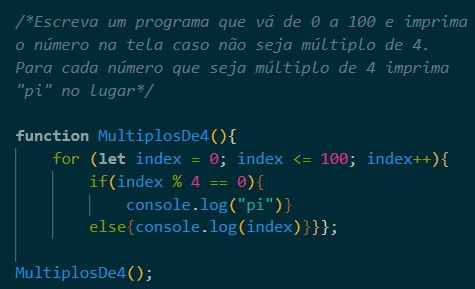 /*Escreva um programa que vá de 0 a 100 e imprima
o número na tela caso não seja múltiplo de 4.
Para cada número que seja múltiplo de 4 imprima
"pi" no lugar*/
function MultiplosDe4(){
for (let index = 0; index <= 100; index++){
if(index % 4 == 0){
console.log("pi")}
else{console.log(index)}}};
MultiplosDe4();